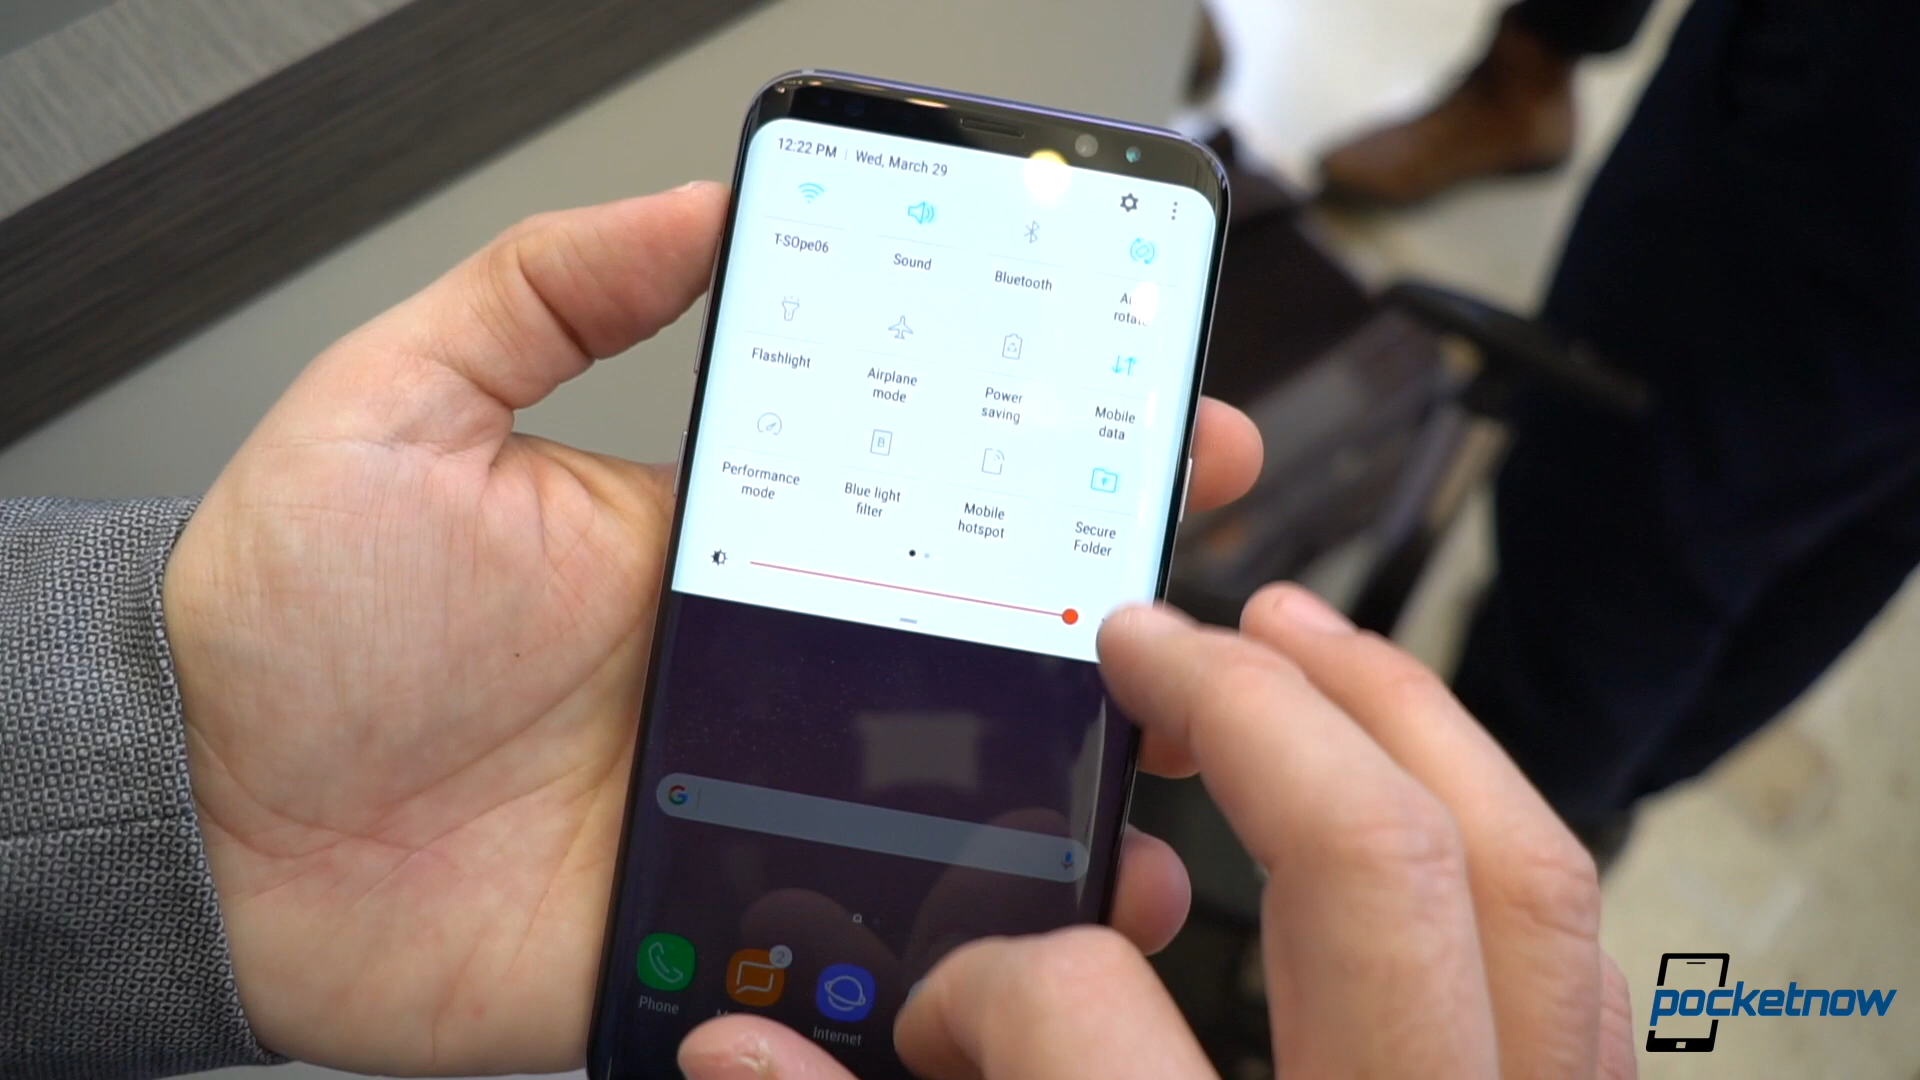 12:22 PM | Wed, March 29
T-SOpe06
Sound
Bluetooth
Flashlight
Airplane
mode
Power
saving
Mobile
data
Performance
mode
Blue light
filter
Mobile
hotspot
Secure
Folder
G
2
Phone
Internet
pocketnow